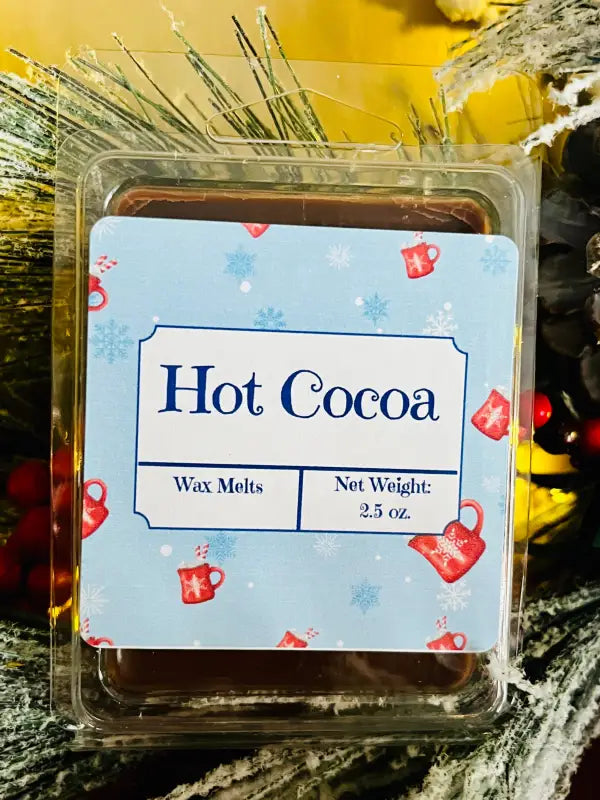 Hot Cocoa
Wax Melts
Net Weight:
2.5 oz.